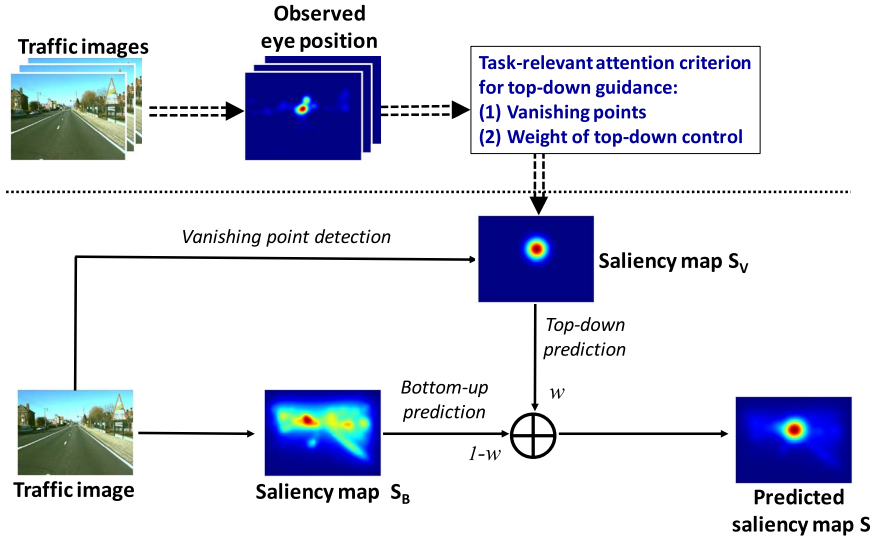 Traffic images
Observed
eye position
Task-relevant attention criterion
for top-down guidance:
(1) Vanishing points
(2) Weight of top-down control
Vanishing point detection
Saliency map SV
Top-down
prediction
w
Bottom-up
prediction
1-w
Traffic image
Saliency map SB
Predicted
saliency map S